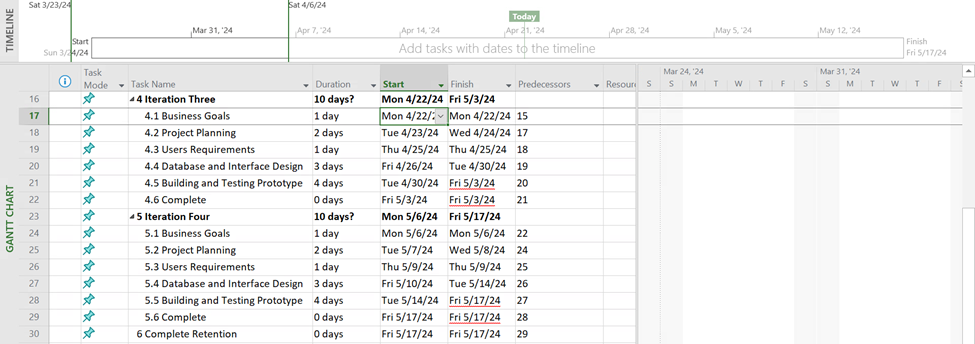 TIMELINE
Sat 3/23/24
Sat 4/6/24
Today
Mar 31, '24 Apr 7, '24 Apr 14, '24 Apr 21, '24 Apr 28, '24 May 5, '24 May 12, '24
Start
Sun 3/24/24
Add tasks with dates to the timeline
Finish
Fri 5/17/24
GANTT CHART
Task Mode Task Name Duration Start Finish Predecessors Resour Mar 24, '24 Mar 31, '24
S S M T W T F S S M T W T F
16 4 Iteration Three 10 days? Mon 4/22/24 Fri 5/3/24
17 4.1 Business Goals 1 day Mon 4/22/ Mon 4/22/24 15
18 4.2 Project Planning 2 days Tue 4/23/24 Wed 4/24/24 17
19 4.3 Users Requirements 1 day Thu 4/25/24 Thu 4/25/24 18
20 4.4 Database and Interface Design 3 days Fri 4/26/24 Tue 4/30/24 19
21 4.5 Building and Testing Prototype 4 days Tue 4/30/24 Fri 5/3/24 20
22 4.6 Complete 0 days Fri 5/3/24 Fri 5/3/24 21
23 5 Iteration Four 10 days? Mon 5/6/24 Fri 5/17/24
24 5.1 Business Goals 1 day Mon 5/6/24 Mon 5/6/24 22
25 5.2 Project Planning 2 days Tue 5/7/24 Wed 5/8/24 24
26 5.3 Users Requirements 1 day Thu 5/9/24 Thu 5/9/24 25
27 5.4 Database and Interface Design 3 days Fri 5/10/24 Tue 5/14/24 26
28 5.5 Building and Testing Prototype 4 days Tue 5/14/24 Fri 5/17/24 27
29 5.6 Complete 0 days Fri 5/17/24 Fri 5/17/24 28
30 6 Complete Retention 0 days Fri 5/17/24 Fri 5/17/24 29